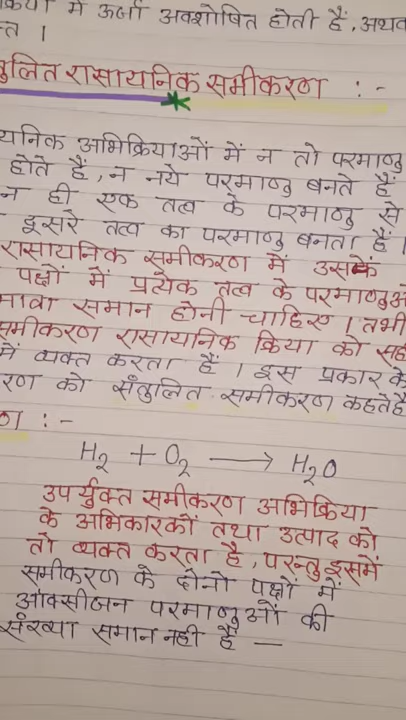 में ऊर्जा अवशोषित होती है, अथव
त ।
तुलित रासायनिक समीकरण :-
यनिक अभिक्रियाओं में न तो परमाणु
होते हैं, न नये परमाणु बनते हैं
न ही एक तत्व के परमाणु से
दूसरे तत्व का परमाणु बनता है ।
रासायनिक समीकरण में उसके
पक्षों में प्रत्येक तत्व के परमाणुओ
मात्रा समान होनी चाहिए । तभी
समीकरण रासायनिक क्रिया को सह
में व्यक्त करता है । इस प्रकार के
रण को संतुलित समीकरण कहते है
ण :-
H₂ + O₂ ⟶ H₂O
उपर्युक्त समीकरण अभिक्रिया
के अभिकारकों तथा उत्पाद को
तो व्यक्त करता है, परन्तु इसमें
समीकरण के दोनो पक्षों में
ऑक्सीजन परमाणुओं की
संख्या समान नही है —